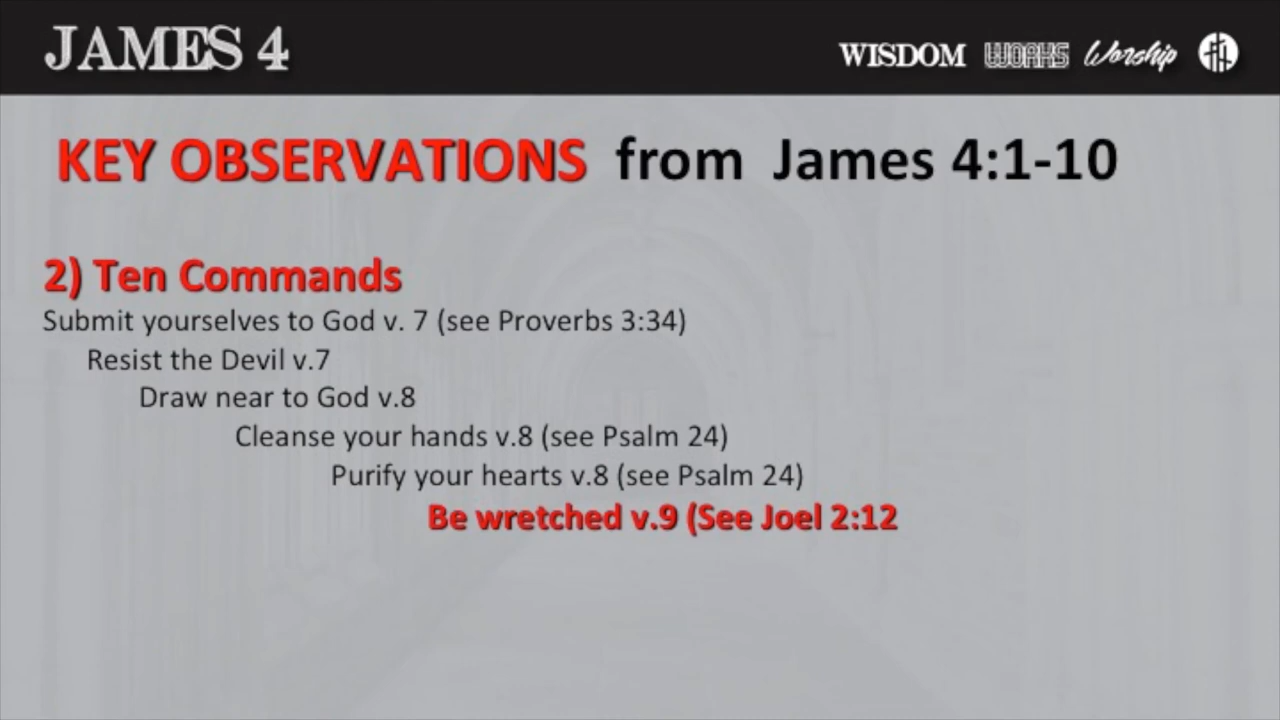 JAMES 4
WISDOM WORKS Worship
KEY OBSERVATIONS from James 4:1-10
2) Ten Commands
Submit yourselves to God v. 7 (see Proverbs 3:34)
Resist the Devil v.7
Draw near to God v.8
Cleanse your hands v.8 (see Psalm 24)
Purify your hearts v.8 (see Psalm 24)
Be wretched v.9 (See Joel 2:12